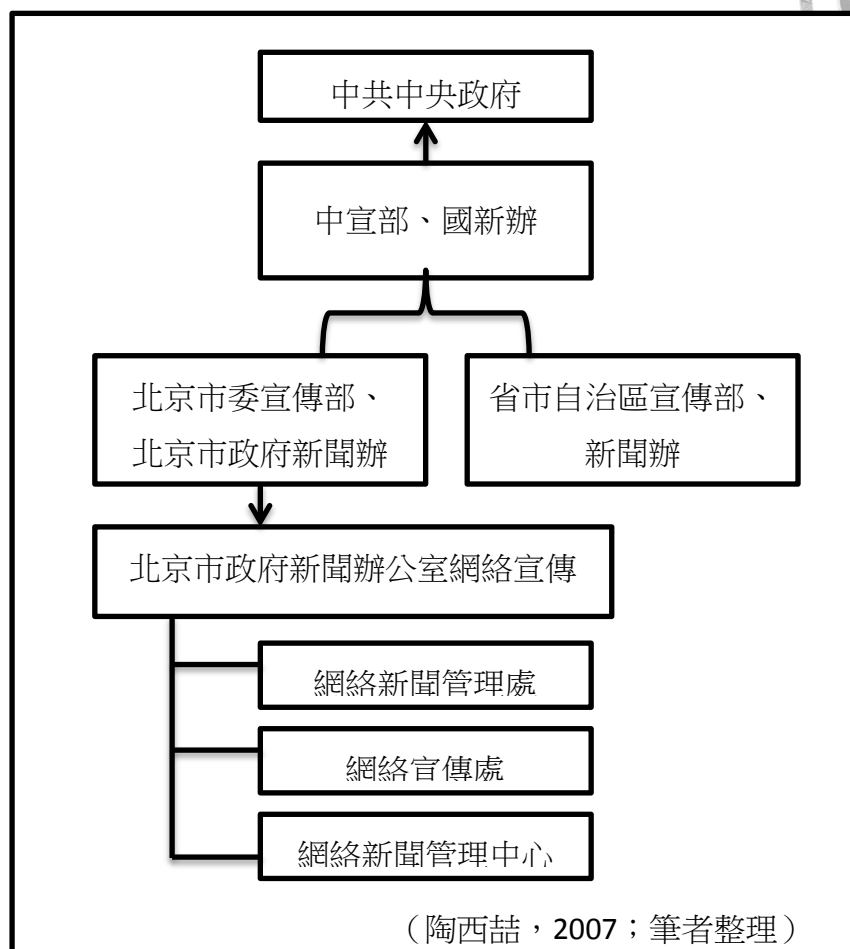 中共中央政府
中宣部、國新辦
北京市委宣傳部、
北京市政府新聞辦
省市自治區宣傳部、
新聞辦
北京市政府新聞辦公室網絡宣傳
網絡新聞管理處
網絡宣傳處
網絡新聞管理中心
（陶西喆，2007；筆者整理）